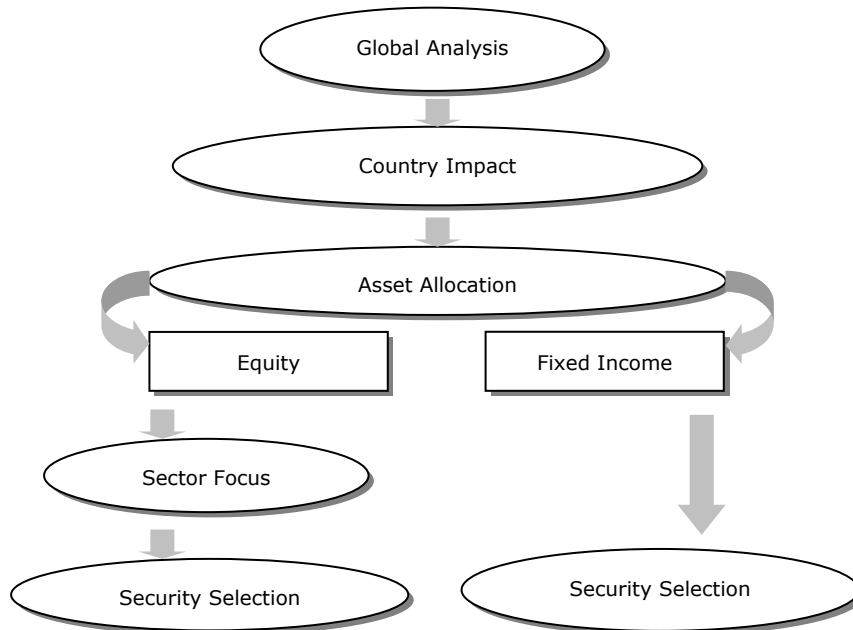 Global Analysis
Country Impact
Asset Allocation
Equity
Fixed Income
Sector Focus
Security Selection
Security Selection